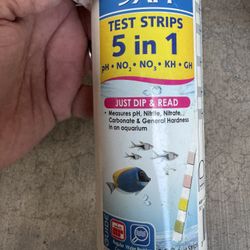 API
TEST STRIPS
5 in 1
pH • NO₂⁻ • NO₃⁻ • KH • GH
JUST DIP & READ
• Measures pH, Nitrite, Nitrate,
Carbonate & General Hardness
in an aquarium